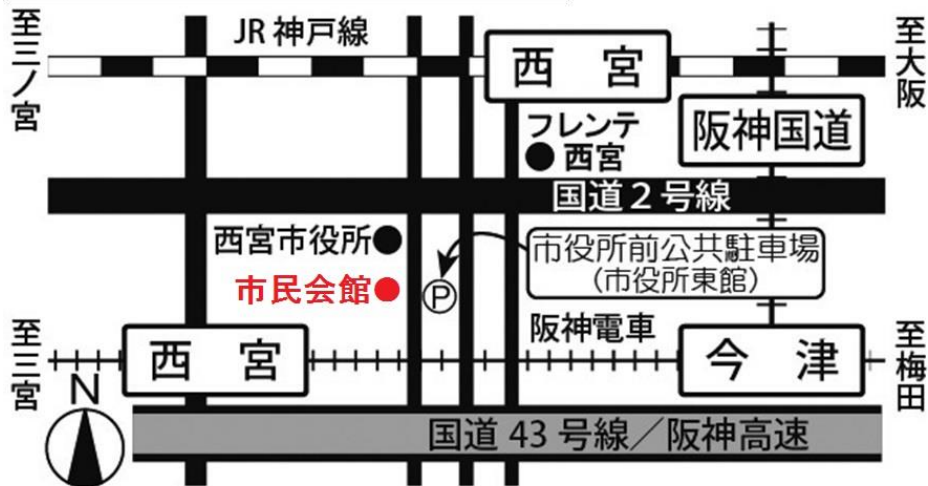 至三ノ宮
JR 神戸線
西 宮
至大阪
フレンテ
西宮
阪神国道
国道２号線
西宮市役所
市役所前公共駐車場
(市役所東館)
市民会館
P
阪神電車
至三宮
西 宮
今 津
至梅田
N
国道 43 号線／阪神高速